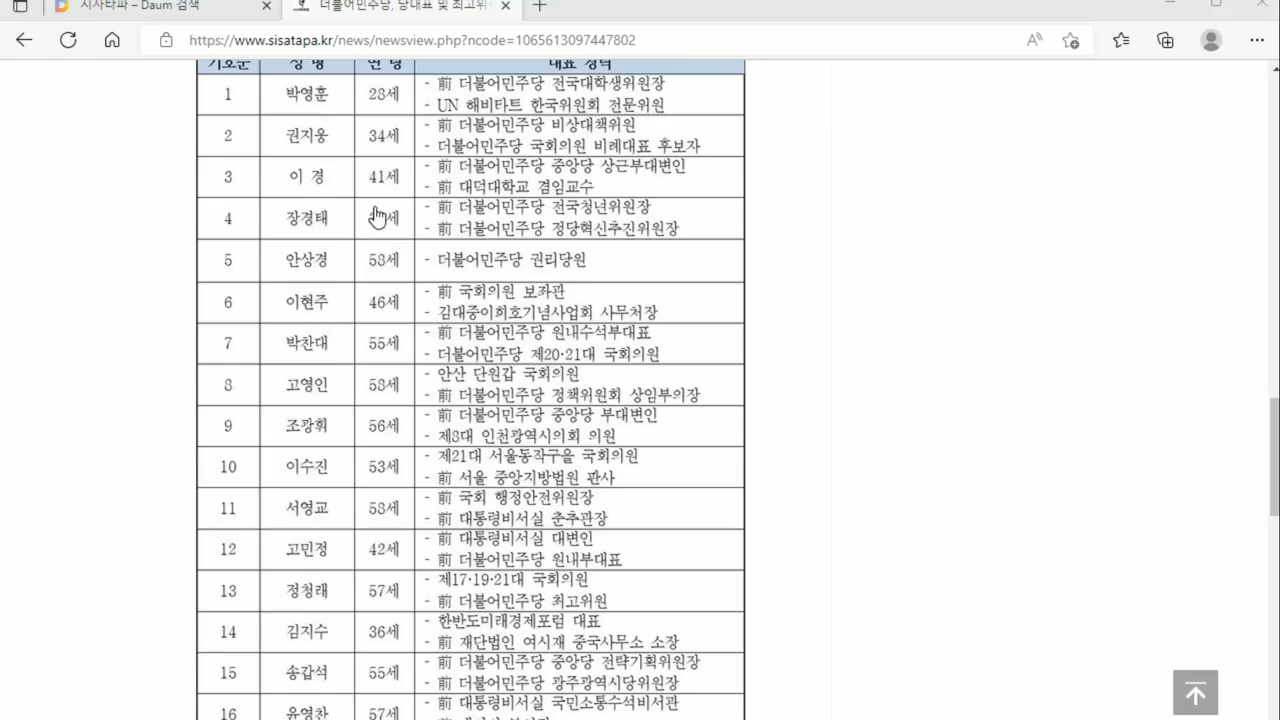 시사타파 - Daum 검색
더불어민주당, 당대표 및 최고위
https://www.sisatapa.kr/news/newsview.php?ncode=1065613097447802
기호순 성 명 연 령 대표 경력
1 박영훈 28세 - 前 더불어민주당 전국대학생위원장
- UN 해비타트 한국위원회 전문위원
2 권지웅 34세 - 前 더불어민주당 비상대책위원
- 더불어민주당 국회의원 비례대표 후보자
3 이 경 41세 - 前 더불어민주당 중앙당 상근부대변인
- 前 대덕대학교 겸임교수
4 장경태 세 - 前 더불어민주당 전국청년위원장
- 前 더불어민주당 정당혁신추진위원장
5 안상경 58세 - 더불어민주당 권리당원
6 이현주 46세 - 前 국회의원 보좌관
- 김대중이희호기념사업회 사무처장
7 박찬대 55세 - 前 더불어민주당 원내수석부대표
- 더불어민주당 제20·21대 국회의원
8 고영인 58세 - 안산 단원갑 국회의원
- 前 더불어민주당 정책위원회 상임부의장
9 조광휘 56세 - 前 더불어민주당 중앙당 부대변인
- 제8대 인천광역시의회 의원
10 이수진 53세 - 제21대 서울동작구을 국회의원
- 前 서울 중앙지방법원 판사
11 서영교 58세 - 前 국회 행정안전위원장
- 前 대통령비서실 춘추관장
12 고민정 42세 - 前 대통령비서실 대변인
- 前 더불어민주당 원내부대표
13 정청래 57세 - 제17·19·21대 국회의원
- 前 더불어민주당 최고위원
14 김지수 36세 - 한반도미래경제포럼 대표
- 前 재단법인 여시재 중국사무소 소장
15 송갑석 55세 - 前 더불어민주당 중앙당 전략기획위원장
- 前 더불어민주당 광주광역시당위원장
16 윤영찬 57세 - 前 대통령비서실 국민소통수석비서관